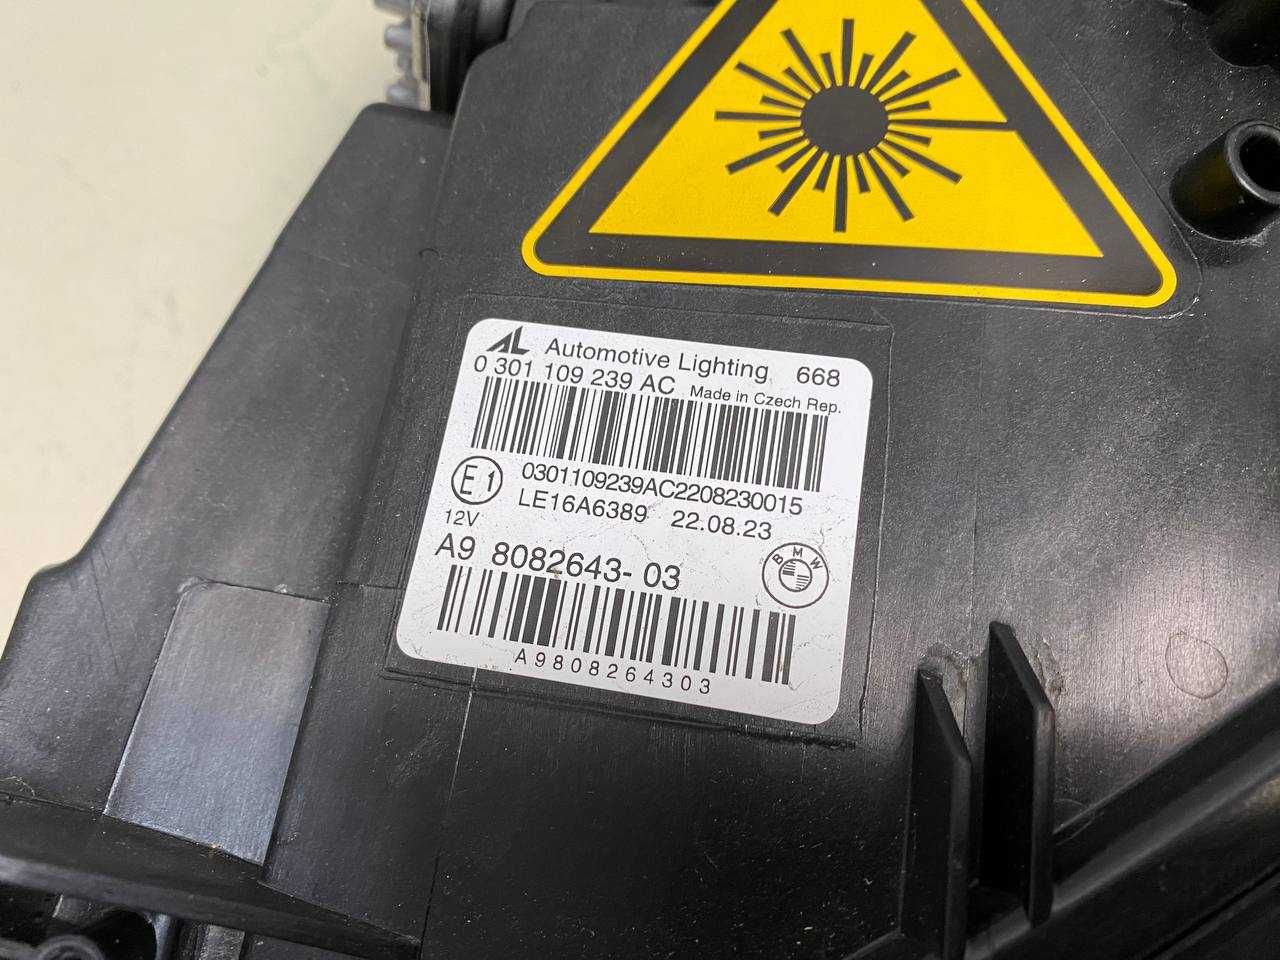 AL Automotive Lighting 668
0 301 109 239 AC Made in Czech Rep.
E1 0301109239AC2208230015
LE16A6389 22.08.23
12V
A9 8082643- 03
BMW
A9808264303